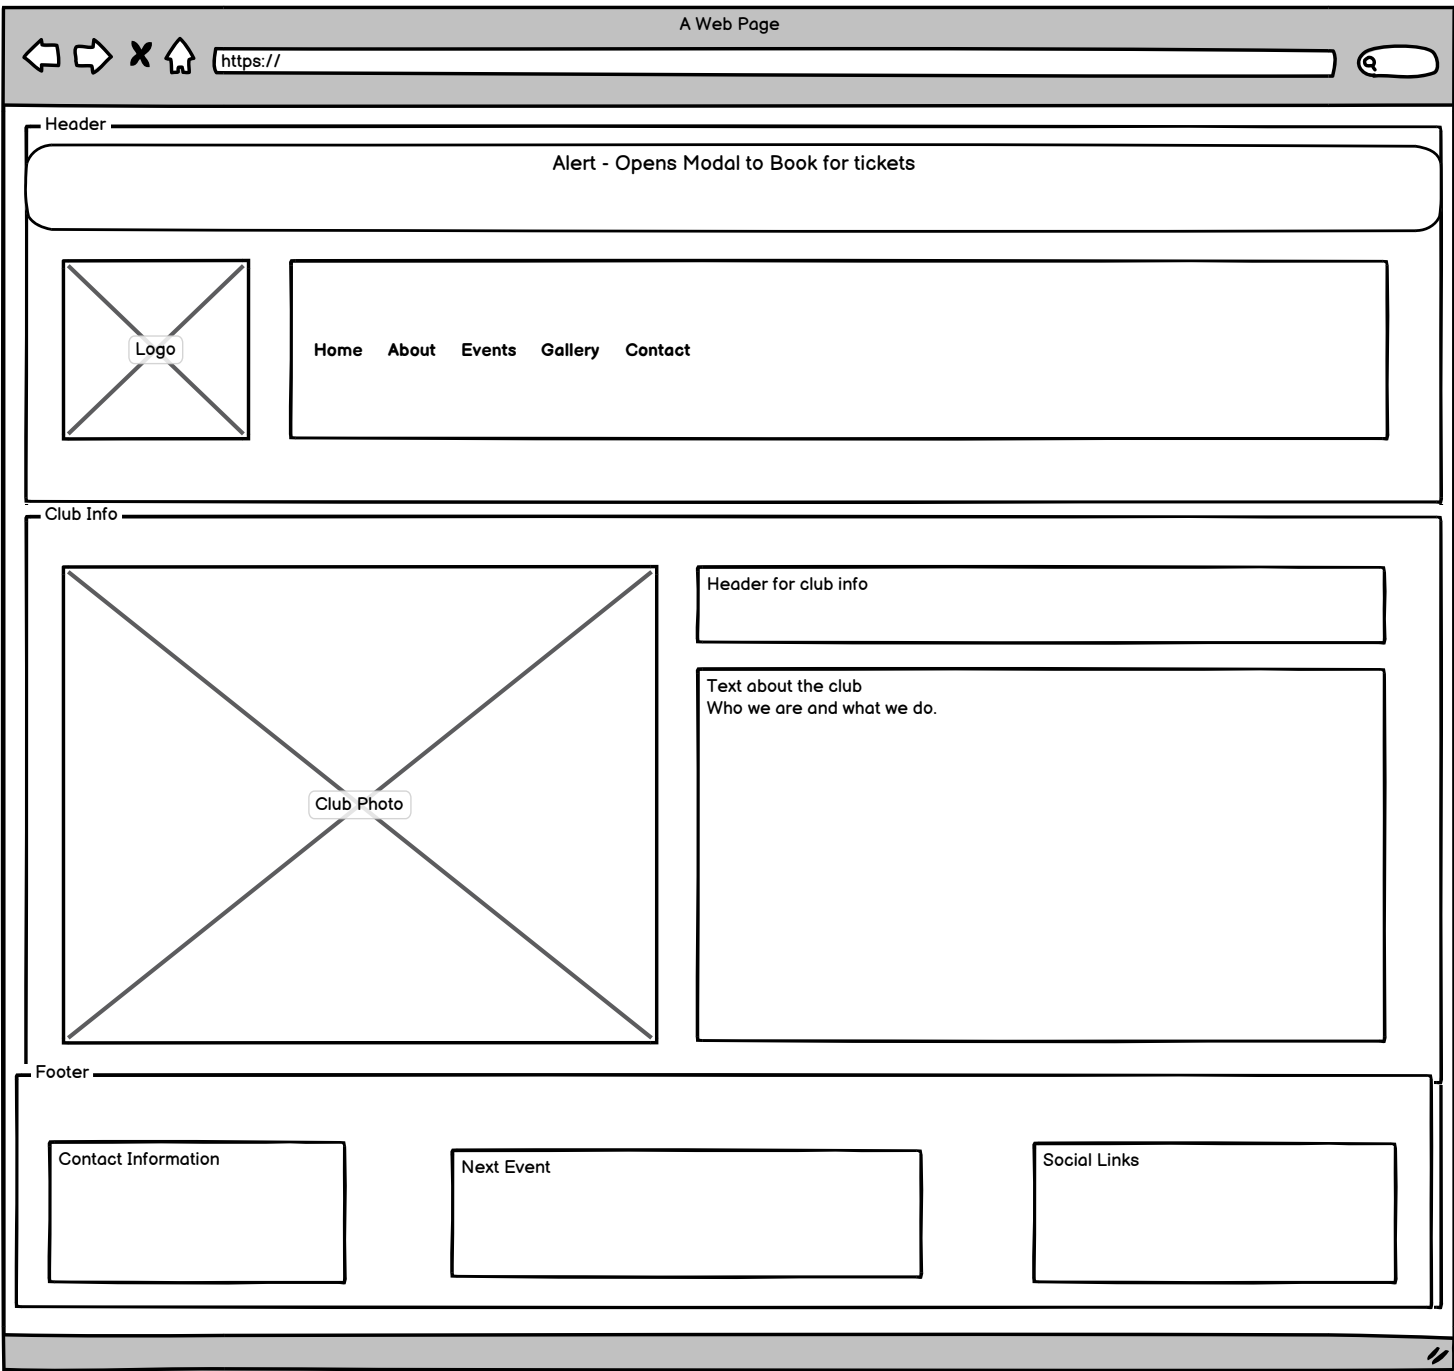 A Web Page
https://
Header
Alert - Opens Modal to Book for tickets
Logo
Home About Events Gallery Contact
Club Info
Club Photo
Header for club info
Text about the club
Who we are and what we do.
Footer
Contact Information
Next Event
Social Links